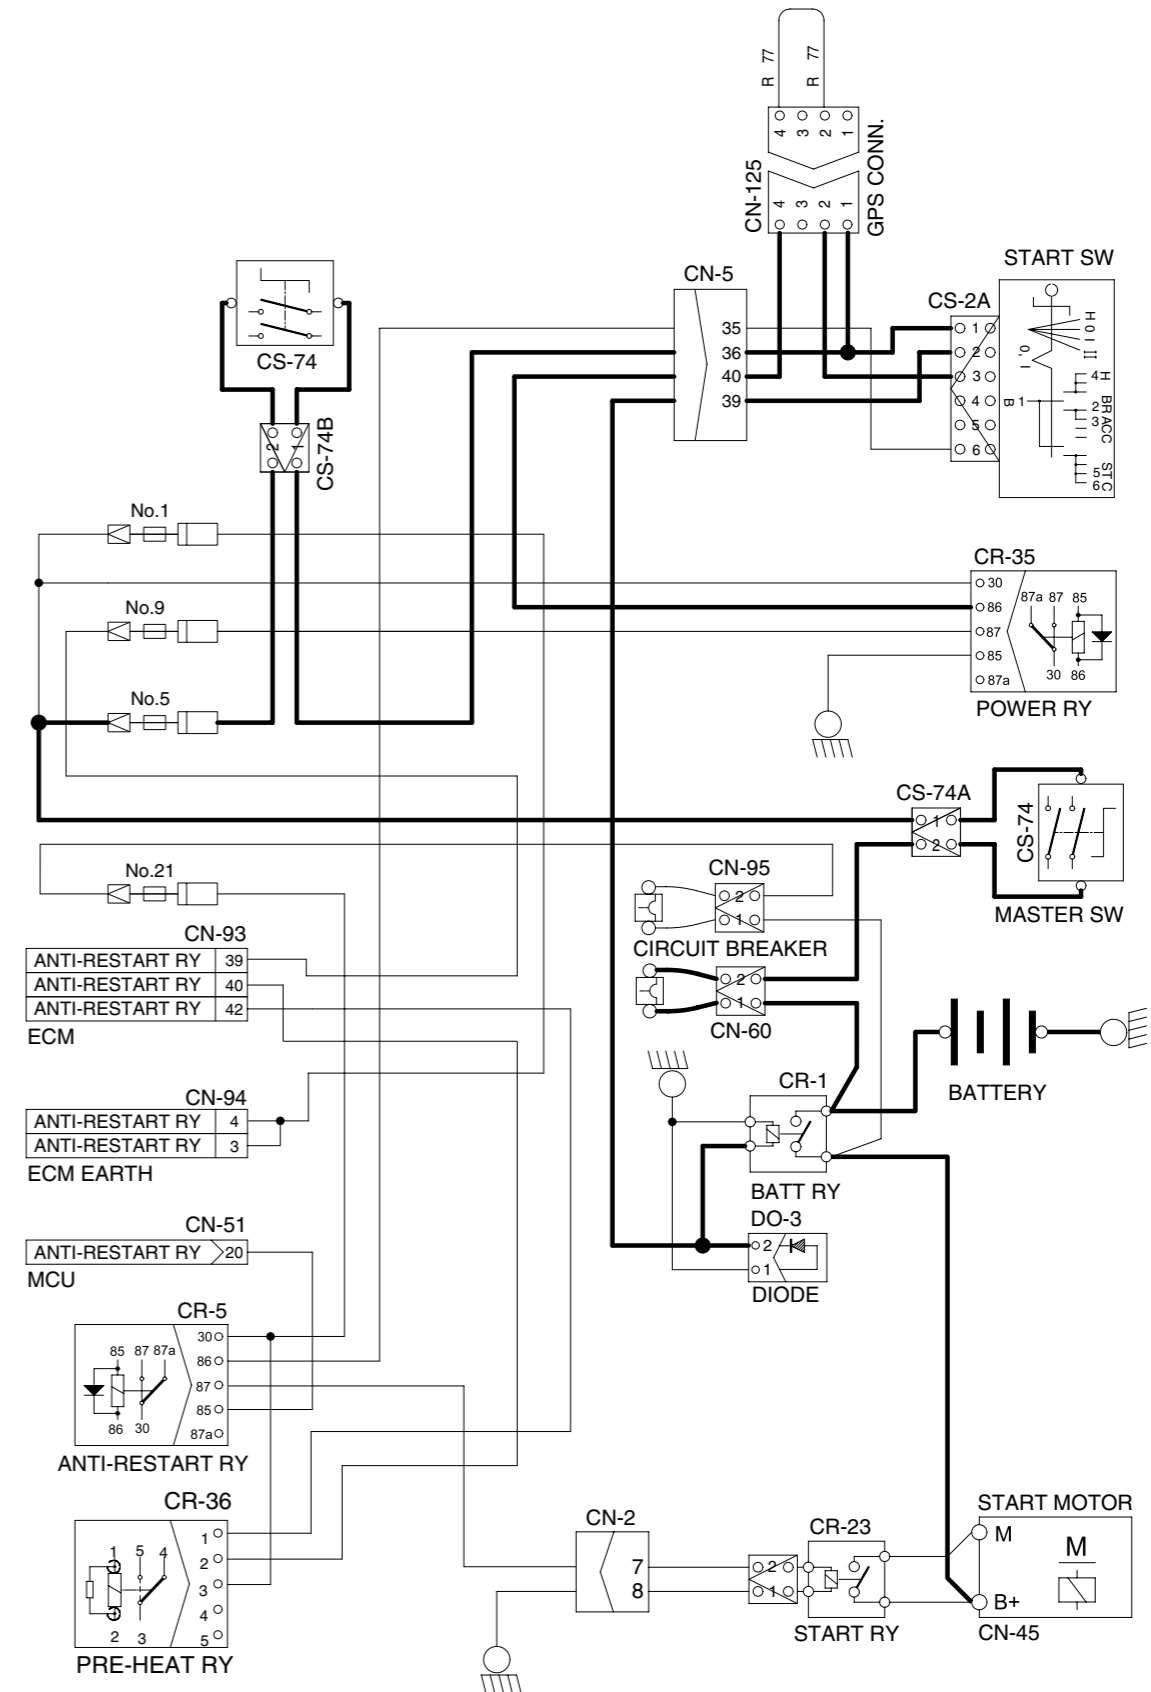 R 77
R 77
4 3 2 1
CN-125
GPS CONN.
4 3 2 1
START SW
CN-5
CS-2A
35
36
40
39
1
2
3
4
5
6
H O I II
0, I
B 1
4 H
B
2 BR
3 ACC
5 ST
6 C
CS-74
2 1
CS-74B
No.1
CR-35
30
86
87
85
87a
87a 87 85
30 86
POWER RY
No.9
No.5
CS-74A
1
2
CS-74
MASTER SW
No.21
CN-95
2
1
CIRCUIT BREAKER
2
1
CN-60
CN-93
ANTI-RESTART RY 39
ANTI-RESTART RY 40
ANTI-RESTART RY 42
ECM
BATTERY
CR-1
BATT RY
CN-94
ANTI-RESTART RY 4
ANTI-RESTART RY 3
ECM EARTH
DO-3
2
1
DIODE
CN-51
ANTI-RESTART RY 20
MCU
CR-5
30
86
87
85
87a
85 87 87a
86 30
ANTI-RESTART RY
CR-36
1
2
3
4
5
1 5 4
2 3
PRE-HEAT RY
CN-2
7
8
2
1
CR-23
START RY
START MOTOR
M
M
B+
CN-45